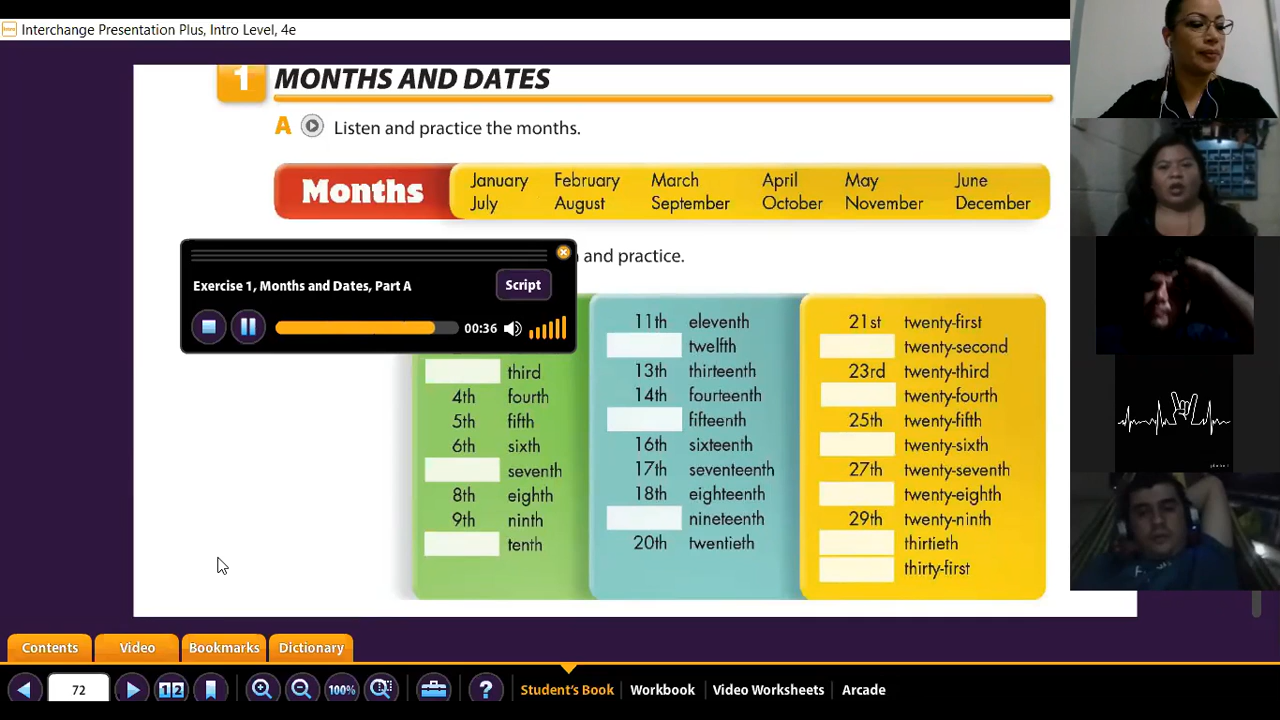 Interchange Presentation Plus, Intro Level, 4e
1 MONTHS AND DATES
A Listen and practice the months.
Months
January February March April May June
July August September October November December
and practice.
Exercise 1, Months and Dates, Part A
Script
00:36
third
4th fourth
5th fifth
6th sixth
seventh
8th eighth
9th ninth
tenth
11th eleventh
twelfth
13th thirteenth
14th fourteenth
fifteenth
16th sixteenth
17th seventeenth
18th eighteenth
nineteenth
20th twentieth
21st twenty-first
twenty-second
23rd twenty-third
twenty-fourth
25th twenty-fifth
twenty-sixth
27th twenty-seventh
twenty-eighth
29th twenty-ninth
thirtieth
thirty-first
Contents Video Bookmarks Dictionary
72 12 100% ? Student's Book Workbook Video Worksheets Arcade